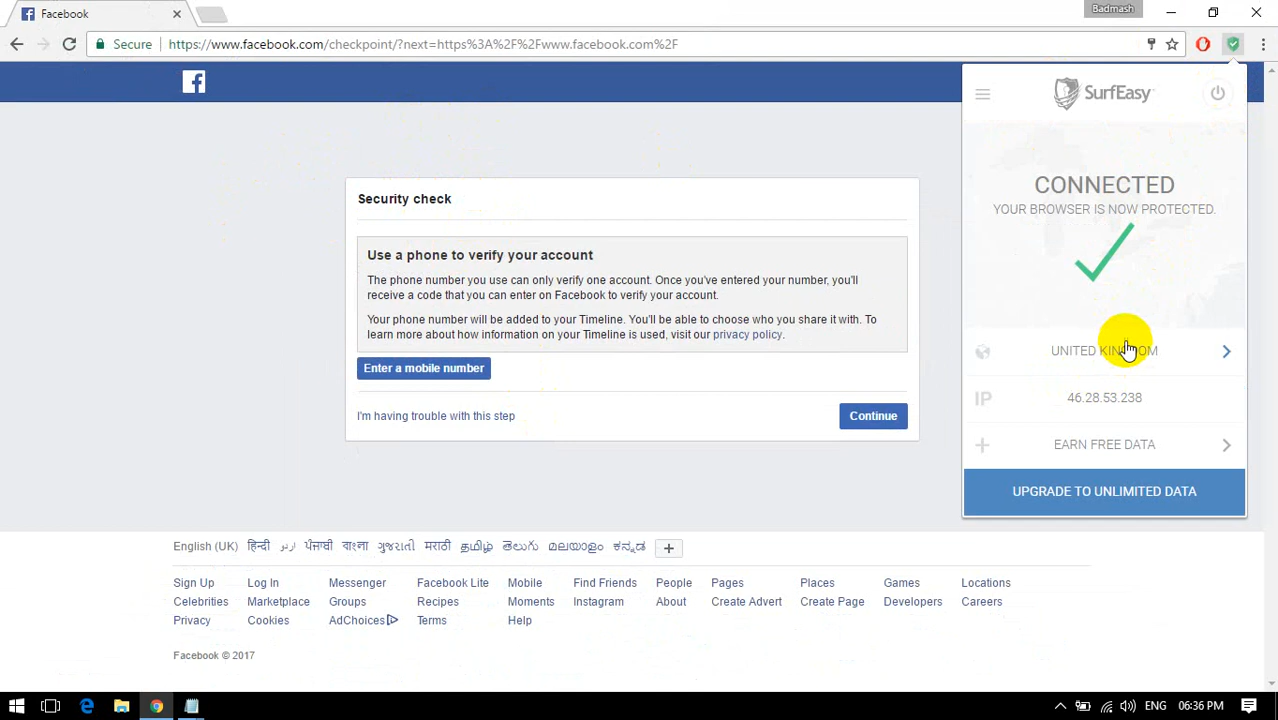 Facebook
Badmash
Secure https://www.facebook.com/checkpoint/?next=https%3A%2F%2Fwww.facebook.com%2F
SurfEasy
CONNECTED
YOUR BROWSER IS NOW PROTECTED.
UNITED KINGDOM
IP 46.28.53.238
EARN FREE DATA
UPGRADE TO UNLIMITED DATA
Security check
Use a phone to verify your account
The phone number you use can only verify one account. Once you've entered your number, you'll
receive a code that you can enter on Facebook to verify your account.
Your phone number will be added to your Timeline. You'll be able to choose who you share it with. To
learn more about how information on your Timeline is used, visit our privacy policy.
Enter a mobile number
I'm having trouble with this step
Continue
English (UK) हिन्दी اردو ਪੰਜਾਬੀ বাংলা ગુજરાતી मराठी தமிழ் తెలుగు മലയാളം ಕನ್ನಡ
Sign Up Log In Messenger Facebook Lite Mobile Find Friends People Pages Places Games Locations
Celebrities Marketplace Groups Recipes Moments Instagram About Create Advert Create Page Developers Careers
Privacy Cookies AdChoices Terms Help
Facebook © 2017
ENG 06:36 PM